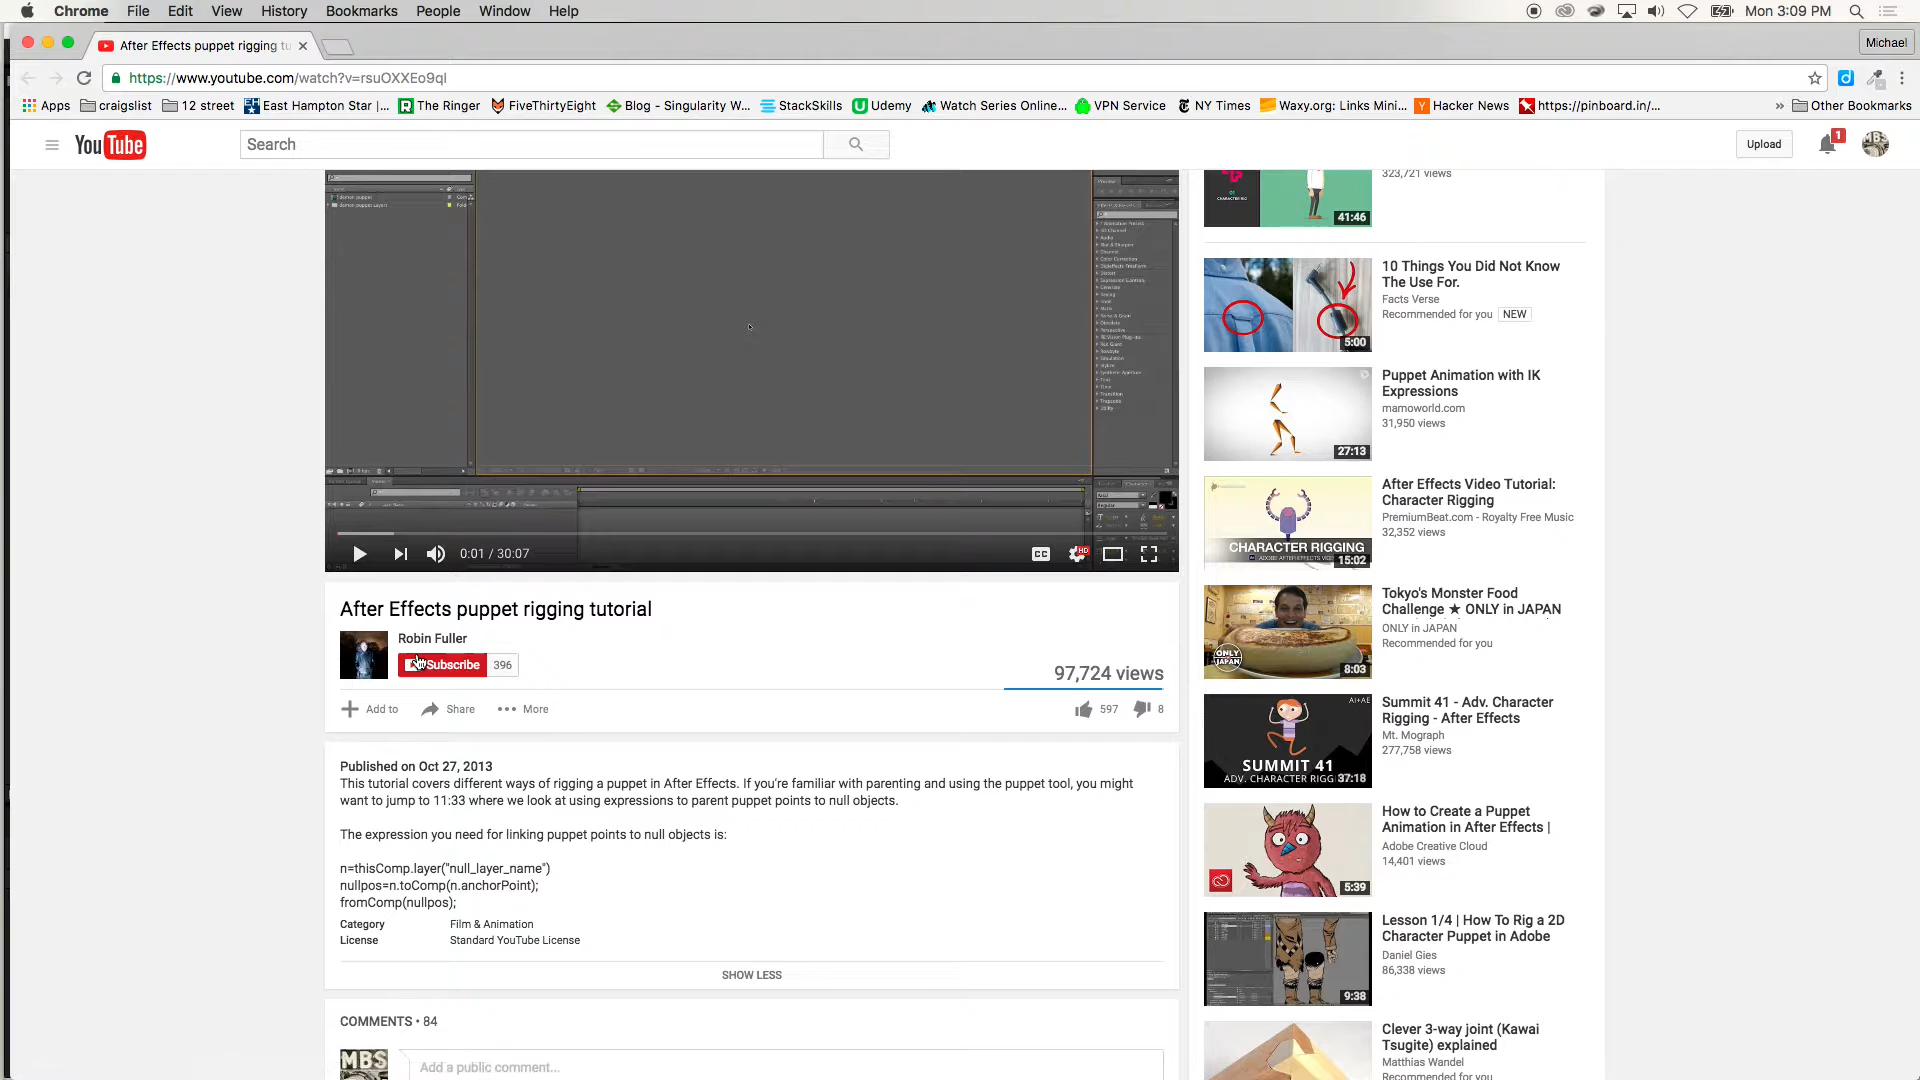 Chrome File Edit View History Bookmarks People Window Help Mon 3:09 PM
After Effects puppet rigging tu
Michael
https://www.youtube.com/watch?v=rsuOXXEo9qI
Apps craigslist 12 street East Hampton Star |... The Ringer FiveThirtyEight Blog - Singularity W... StackSkills Udemy Watch Series Online... VPN Service NY Times Waxy.org: Links Mini... Hacker News https://pinboard.in/... » Other Bookmarks
YouTube
Search
Upload
1
0:01 / 30:07
CC
HD
After Effects puppet rigging tutorial
Robin Fuller
Subscribe 396
97,724 views
Add to Share More
597 8
Published on Oct 27, 2013
This tutorial covers different ways of rigging a puppet in After Effects. If you're familiar with parenting and using the puppet tool, you might
want to jump to 11:33 where we look at using expressions to parent puppet points to null objects.
The expression you need for linking puppet points to null objects is:
n=thisComp.layer("null_layer_name")
nullpos=n.toComp(n.anchorPoint);
fromComp(nullpos);
Category Film & Animation
License Standard YouTube License
SHOW LESS
COMMENTS • 84
MBS
Add a public comment...
323,721 views
CHARACTER RIG
41:46
10 Things You Did Not Know
The Use For.
Facts Verse
Recommended for you NEW
5:00
Puppet Animation with IK
Expressions
mamoworld.com
31,950 views
27:13
After Effects Video Tutorial:
Character Rigging
PremiumBeat.com - Royalty Free Music
32,352 views
CHARACTER RIGGING
15:02
Tokyo's Monster Food
Challenge ★ ONLY in JAPAN
ONLY in JAPAN
Recommended for you
ONLY
JAPAN
8:03
Summit 41 - Adv. Character
Rigging - After Effects
Mt. Mograph
277,758 views
AI+AE
SUMMIT 41
ADV. CHARACTER RIGG
37:18
How to Create a Puppet
Animation in After Effects |
Adobe Creative Cloud
14,401 views
5:39
Lesson 1/4 | How To Rig a 2D
Character Puppet in Adobe
Daniel Gies
86,338 views
9:38
Clever 3-way joint (Kawai
Tsugite) explained
Matthias Wandel
Recommended for you